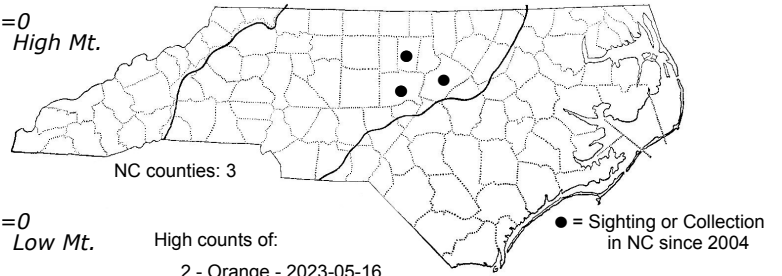 =0
High Mt.
NC counties: 3
=0
Low Mt.
High counts of:
2 - Orange - 2023-05-16
● = Sighting or Collection
in NC since 2004